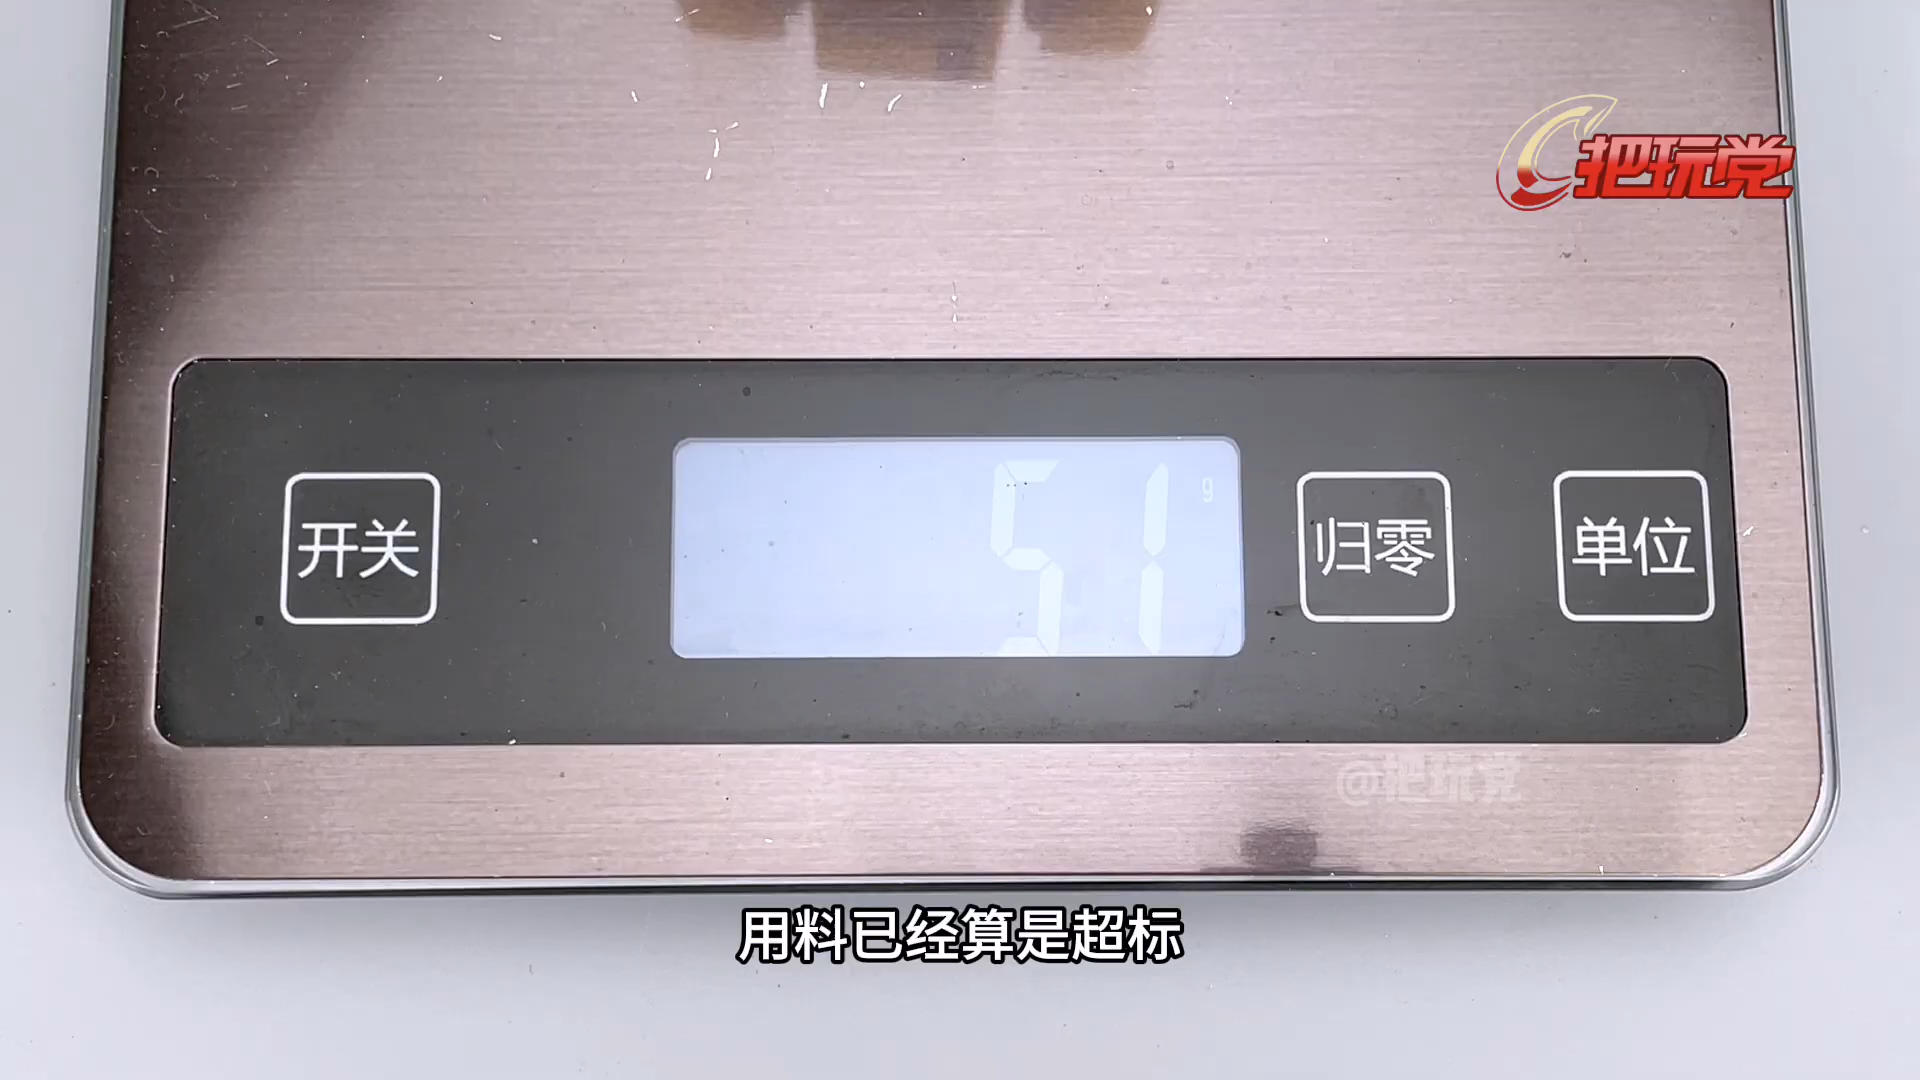 把玩党
51 g
开关
归零
单位
@把玩党
用料已经算是超标